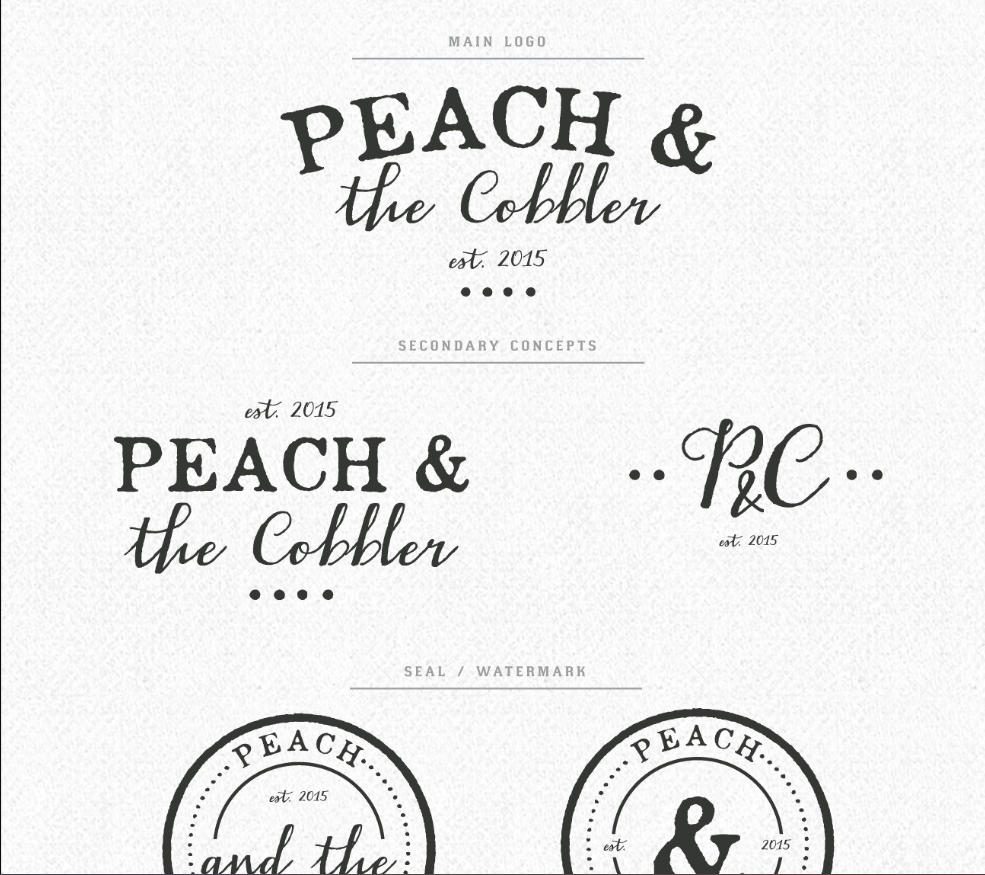 MAIN LOGO
PEACH &
the Cobbler
est. 2015
SECONDARY CONCEPTS
est. 2015
PEACH &
the Cobbler
P&C
est. 2015
SEAL / WATERMARK
PEACH
est. 2015
and the
PEACH
est. & 2015